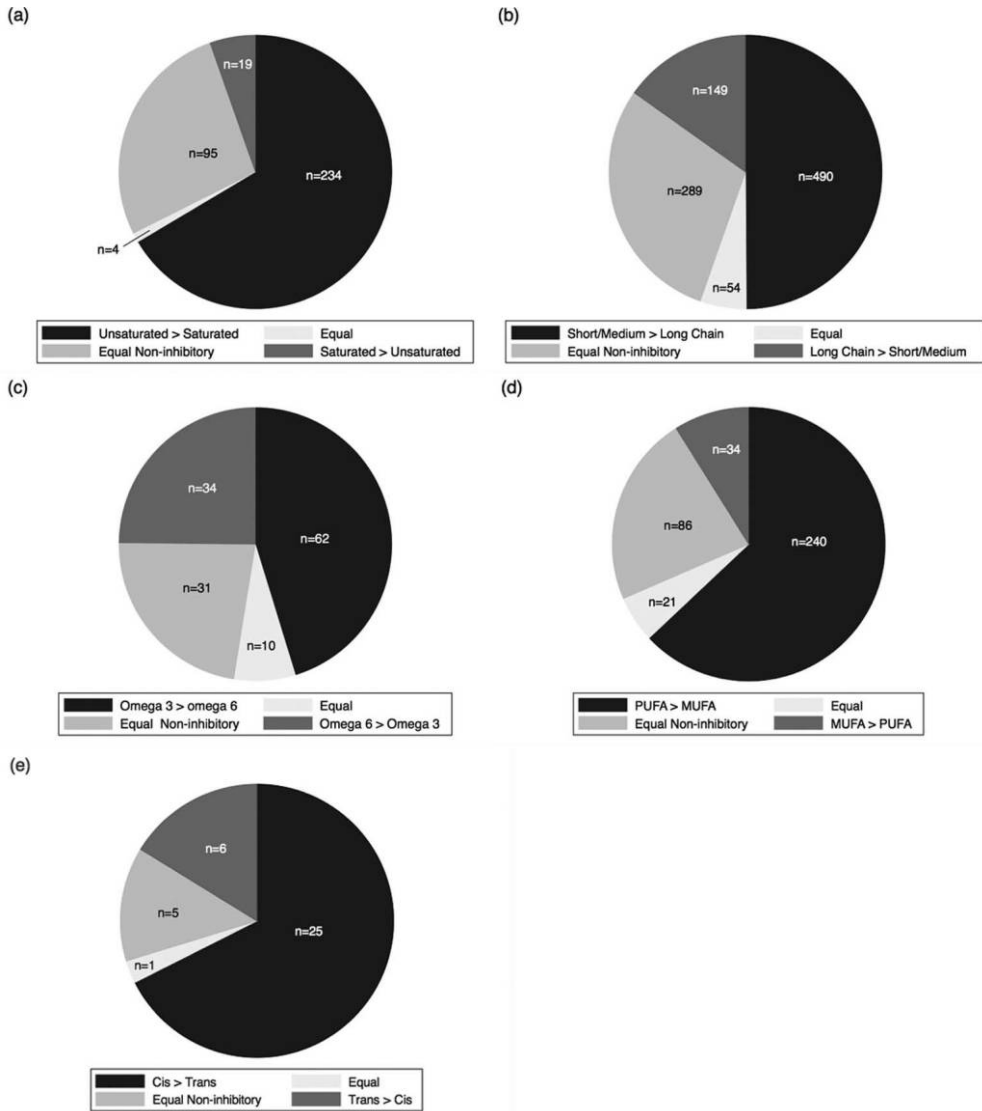 (a)
n=19
n=95
n=234
n=4
Unsaturated > Saturated Equal
Equal Non-inhibitory Saturated > Unsaturated
(b)
n=149
n=289
n=490
n=54
Short/Medium > Long Chain Equal
Equal Non-inhibitory Long Chain > Short/Medium
(c)
n=34
n=62
n=31
n=10
Omega 3 > omega 6 Equal
Equal Non-inhibitory Omega 6 > Omega 3
(d)
n=34
n=86
n=240
n=21
PUFA > MUFA Equal
Equal Non-inhibitory MUFA > PUFA
(e)
n=6
n=5
n=25
n=1
Cis > Trans Equal
Equal Non-inhibitory Trans > Cis